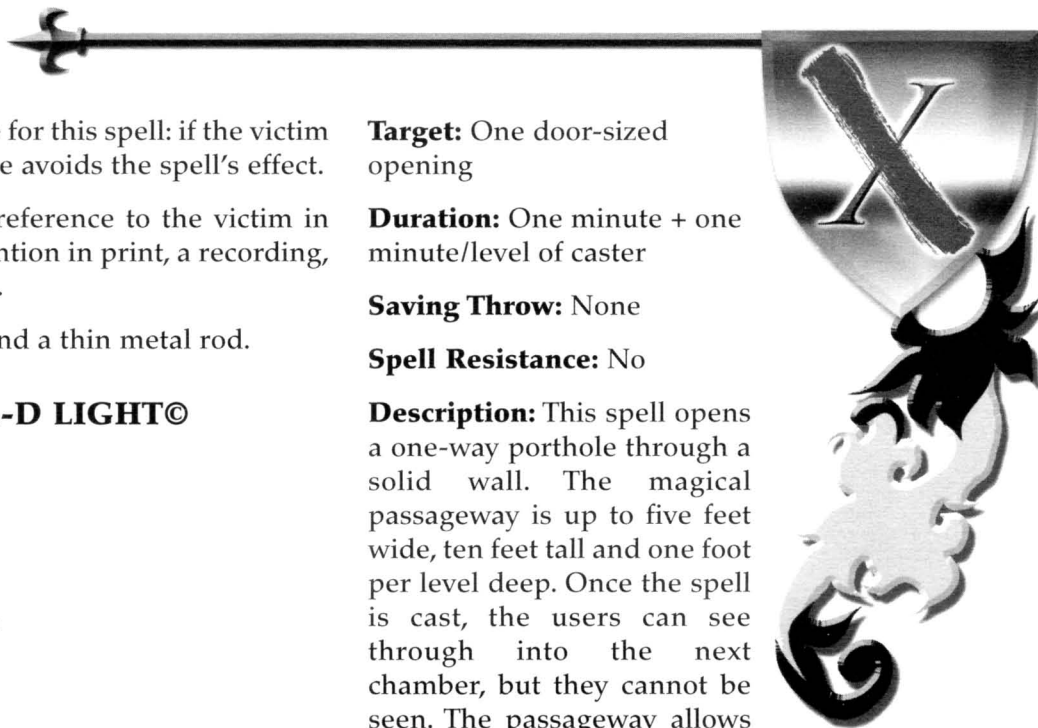 for this spell: if the victim
e avoids the spell's effect.
reference to the victim in
ntion in print, a recording,
nd a thin metal rod.
-D LIGHT©
Target: One door-sized
opening
Duration: One minute + one
minute/level of caster
Saving Throw: None
Spell Resistance: No
Description: This spell opens
a one-way porthole through a
solid wall. The magical
passageway is up to five feet
wide, ten feet tall and one foot
per level deep. Once the spell
is cast, the users can see
through into the next
chamber, but they cannot be
seen. The passageway allows
X